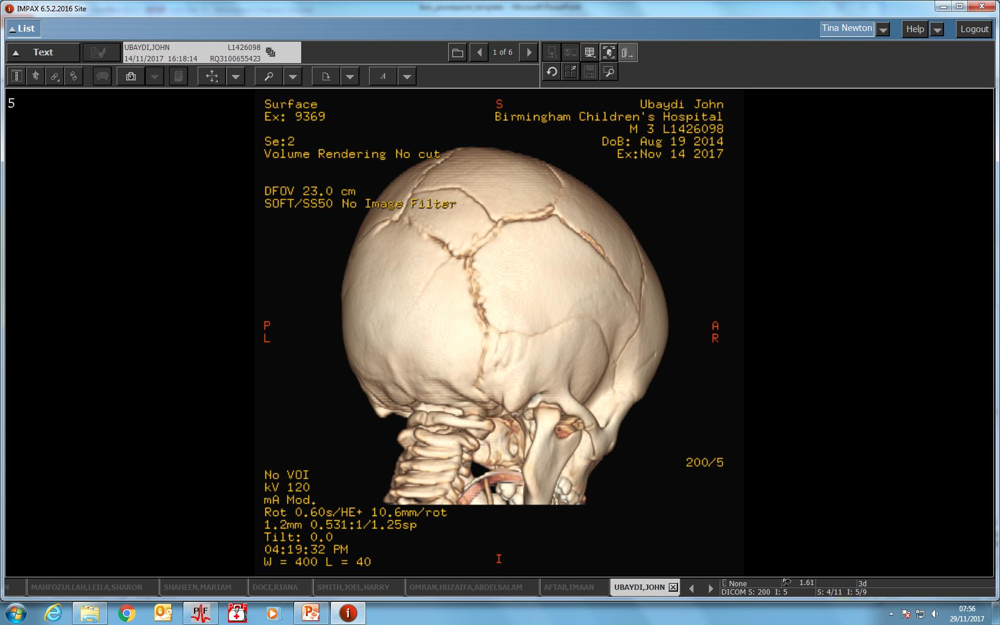 IMPAX 6.5.2.2016 Site
List
Tina Newton
Help
Logout
Text
UBAYDI,JOHN L1426098
14/11/2017 16:18:14 RQ3100655423
1 of 6
A
5
Surface
Ex: 9369
Se:2
Volume Rendering No cut
DFOV 23.0 cm
SOFT/SS50 No Image Filter
S
Ubaydi John
Birmingham Children's Hospital
M 3 L1426098
DoB: Aug 19 2014
Ex:Nov 14 2017
P
L
A
R
200/5
No VOI
kV 120
mA Mod.
Rot 0.60s/HE+ 10.6mm/rot
1.2mm 0.531:1/1.25sp
Tilt: 0.0
04:19:32 PM
W = 400 L = 40
I
N
MAHFOZULLAH,LEILA,SHARON
SHAHEEN,MARIAM
DOCI,RIANA
SMITH,JOEL,HARRY
OMRAN,HUZAIFA,ABDELSALAM
AFTAB,IMAAN
UBAYDI,JOHN
None 1.61 3d
DICOM S: 200 I: 5 S: 4/11 I: 5/9
07:56
29/11/2017